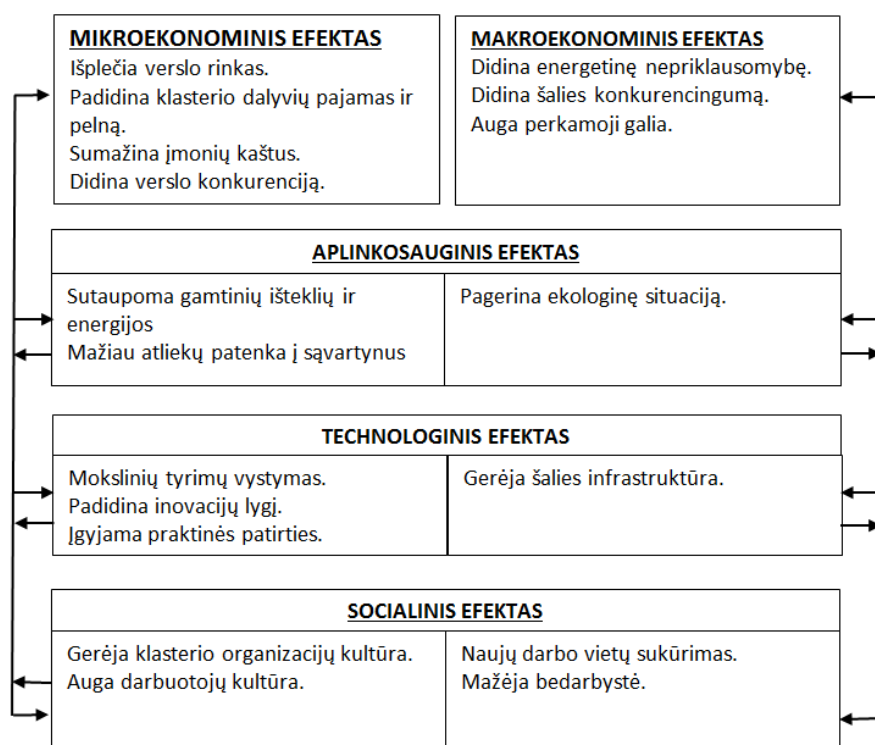 MIKROEKONOMINIS EFEKTAS
Išplečia verslo rinkas.
Padidina klasterio dalyvių pajamas ir
pelną.
Sumažina įmonių kaštus.
Didina verslo konkurenciją.
MAKROEKONOMINIS EFEKTAS
Didina energetinę nepriklausomybę.
Didina šalies konkurencingumą.
Auga perkamoji galia.
APLINKOSAUGINIS EFEKTAS
Sutaupoma gamtinių išteklių ir
energijos
Mažiau atliekų patenka į sąvartynus
Pagerina ekologinę situaciją.
TECHNOLOGINIS EFEKTAS
Mokslinių tyrimų vystymas.
Padidina inovacijų lygį.
Įgyjama praktinės patirties.
Gerėja šalies infrastruktūra.
SOCIALINIS EFEKTAS
Gerėja klasterio organizacijų kultūra.
Auga darbuotojų kultūra.
Naujų darbo vietų sukūrimas.
Mažėja bedarbystė.